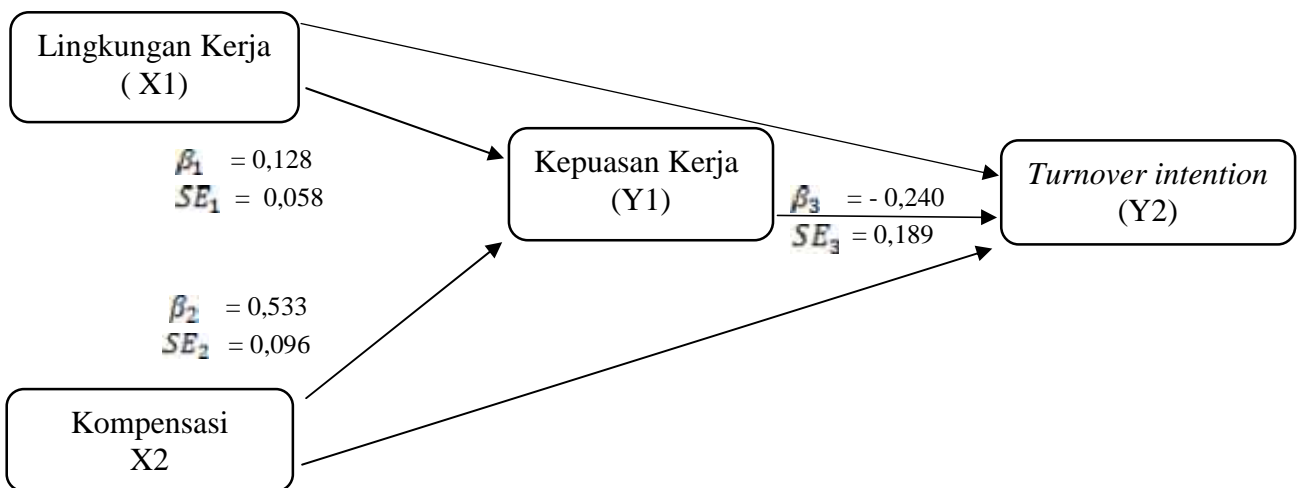 Lingkungan Kerja
( X1)
β₁ = 0,128
SE₁ = 0,058
Kepuasan Kerja
(Y1)
β₃ = - 0,240
SE₃ = 0,189
Turnover intention
(Y2)
β₂ = 0,533
SE₂ = 0,096
Kompensasi
X2